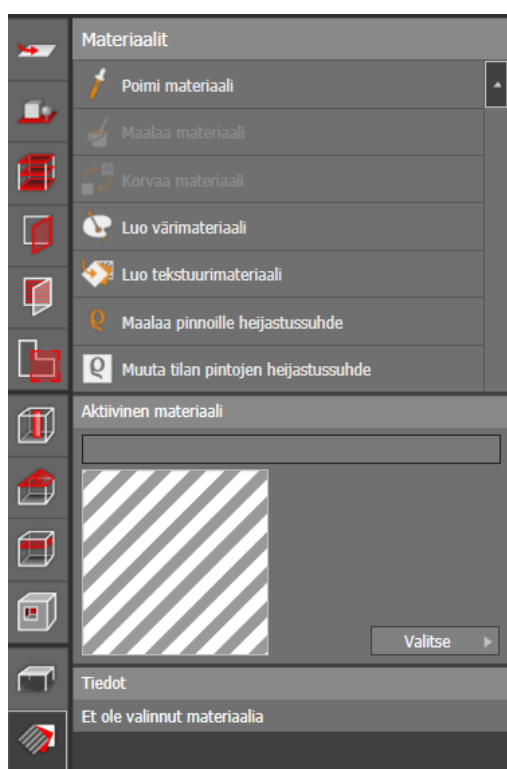 Materiaalit
Poimi materiaali
Maalaa materiaali
Korvaa materiaali
Luo värimateriaali
Luo tekstuurimateriaali
ϱ Maalaa pinnoille heijastussuhde
ϱ Muuta tilan pintojen heijastussuhde
Aktiivinen materiaali
Valitse
Tiedot
Et ole valinnut materiaalia